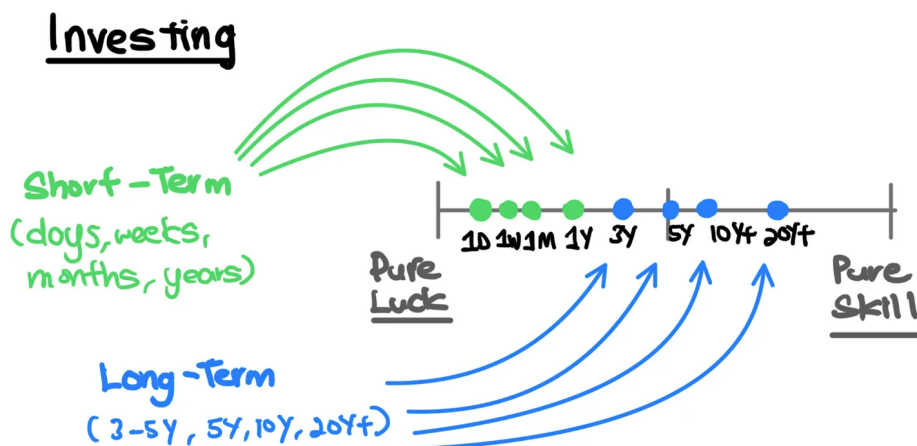 Investing
Short-Term
(days, weeks,
months, years)
1D 1W 1M 1Y 3Y 5Y 10Y+ 20Y+
Pure
Luck
Pure
Skill
Long-Term
(3-5Y, 5Y, 10Y, 20Y+)